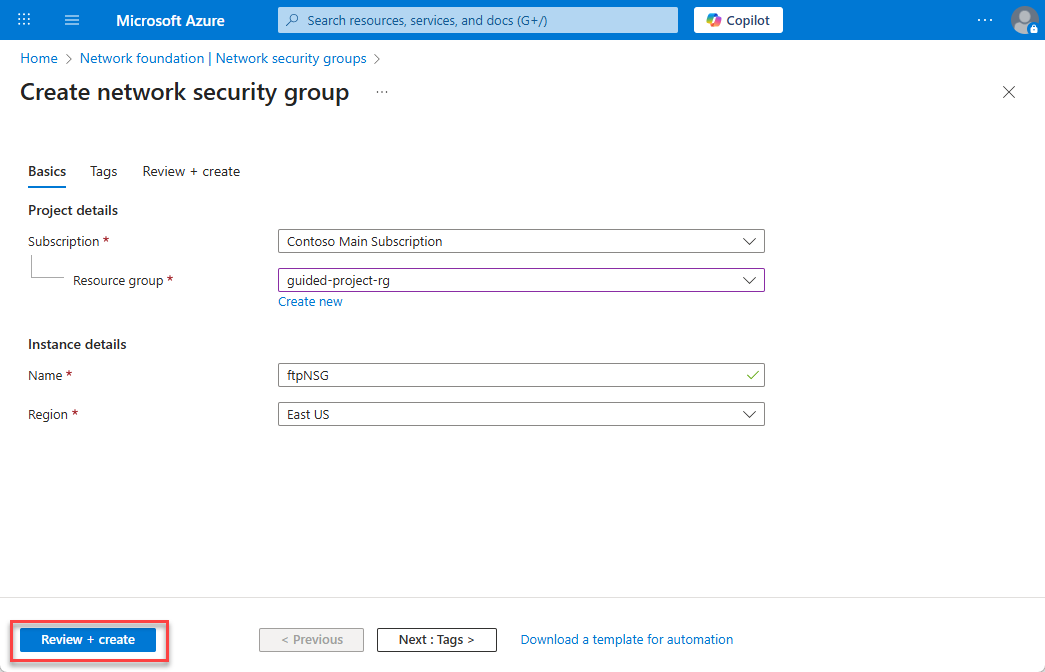 Microsoft Azure
Search resources, services, and docs (G+/)
Copilot
...
Home > Network foundation | Network security groups >
Create network security group ...
Basics Tags Review + create
Project details
Subscription * Contoso Main Subscription
Resource group * guided-project-rg
Create new
Instance details
Name * ftpNSG
Region * East US
Review + create < Previous Next : Tags > Download a template for automation